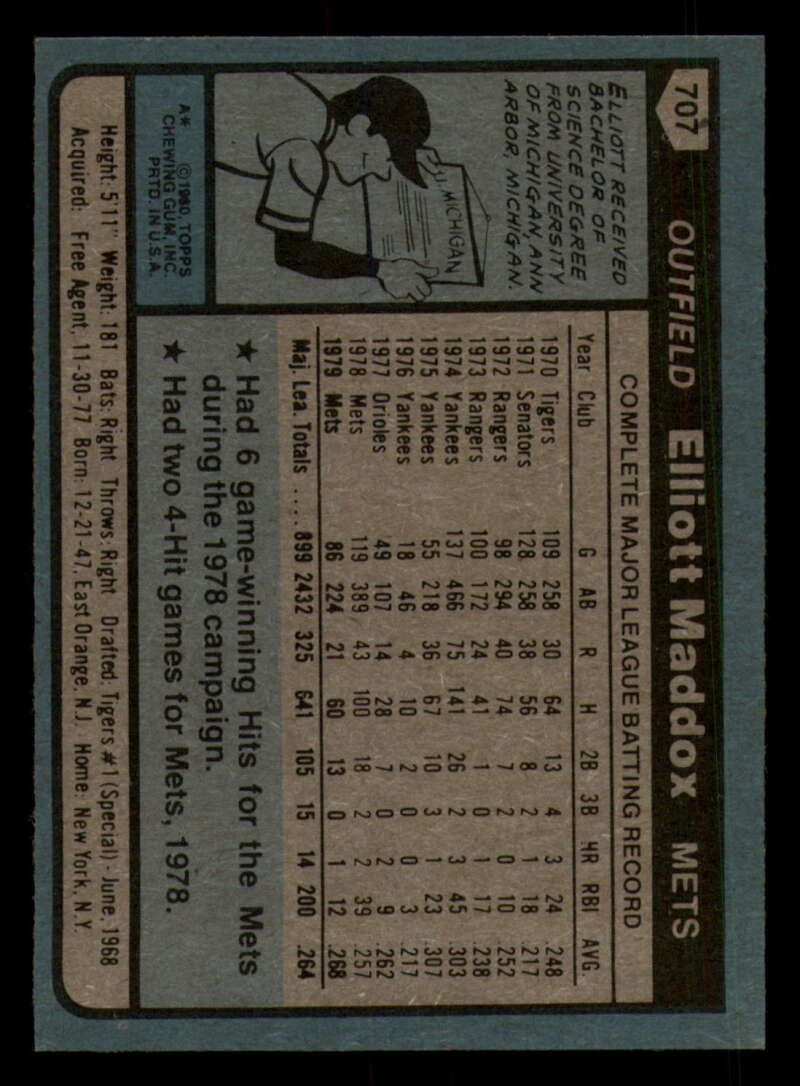 707
OUTFIELD Elliott Maddox METS
ELLIOTT RECEIVED
BACHELOR OF
SCIENCE DEGREE
FROM UNIVERSITY
OF MICHIGAN, ANN
ARBOR, MICHIGAN.
MICHIGAN
A* © 1980, TOPPS
CHEWING GUM, INC.
PRTD. IN U.S.A.
COMPLETE MAJOR LEAGUE BATTING RECORD
Year Club G AB R H 2B 3B HR RBI AVG.
1970 Tigers 109 258 30 64 13 4 3 24 .248
1971 Senators 128 258 38 56 8 2 1 18 .217
1972 Rangers 98 294 40 74 7 2 0 10 .252
1973 Rangers 100 172 24 41 1 0 1 17 .238
1974 Yankees 137 466 75 141 26 2 3 45 .303
1975 Yankees 55 218 36 67 10 3 1 23 .307
1976 Yankees 18 46 4 10 2 0 0 3 .217
1977 Orioles 49 107 14 28 7 0 2 9 .262
1978 Mets 119 389 43 100 18 2 2 39 .257
1979 Mets 86 224 21 60 13 0 1 12 .268
Maj. Lea. Totals .... 899 2432 325 641 105 15 14 200 .264
★ Had 6 game-winning Hits for the Mets
during the 1978 campaign.
★ Had two 4-Hit games for Mets, 1978.
Height: 5'11" Weight: 181 Bats: Right Throws: Right Drafted: Tigers #1 (Special) - June, 1968
Acquired: Free Agent, 11-30-77 Born: 12-21-47, East Orange, N.J. Home: New York, N.Y.